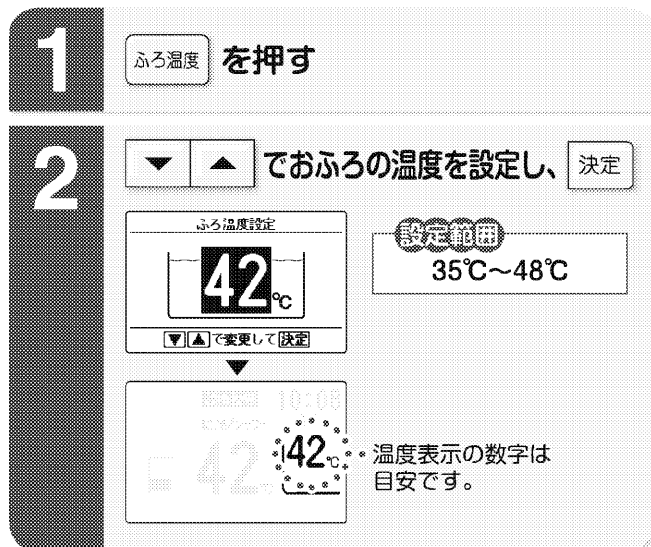 1
ふろ温度 を押す
2
▼ ▲ でおふろの温度を設定し、 決定
ふろ温度設定
42℃
▼▲で変更して決定
設定範囲
35℃～48℃
▼
10:08
42℃
42℃
温度表示の数字は
目安です。